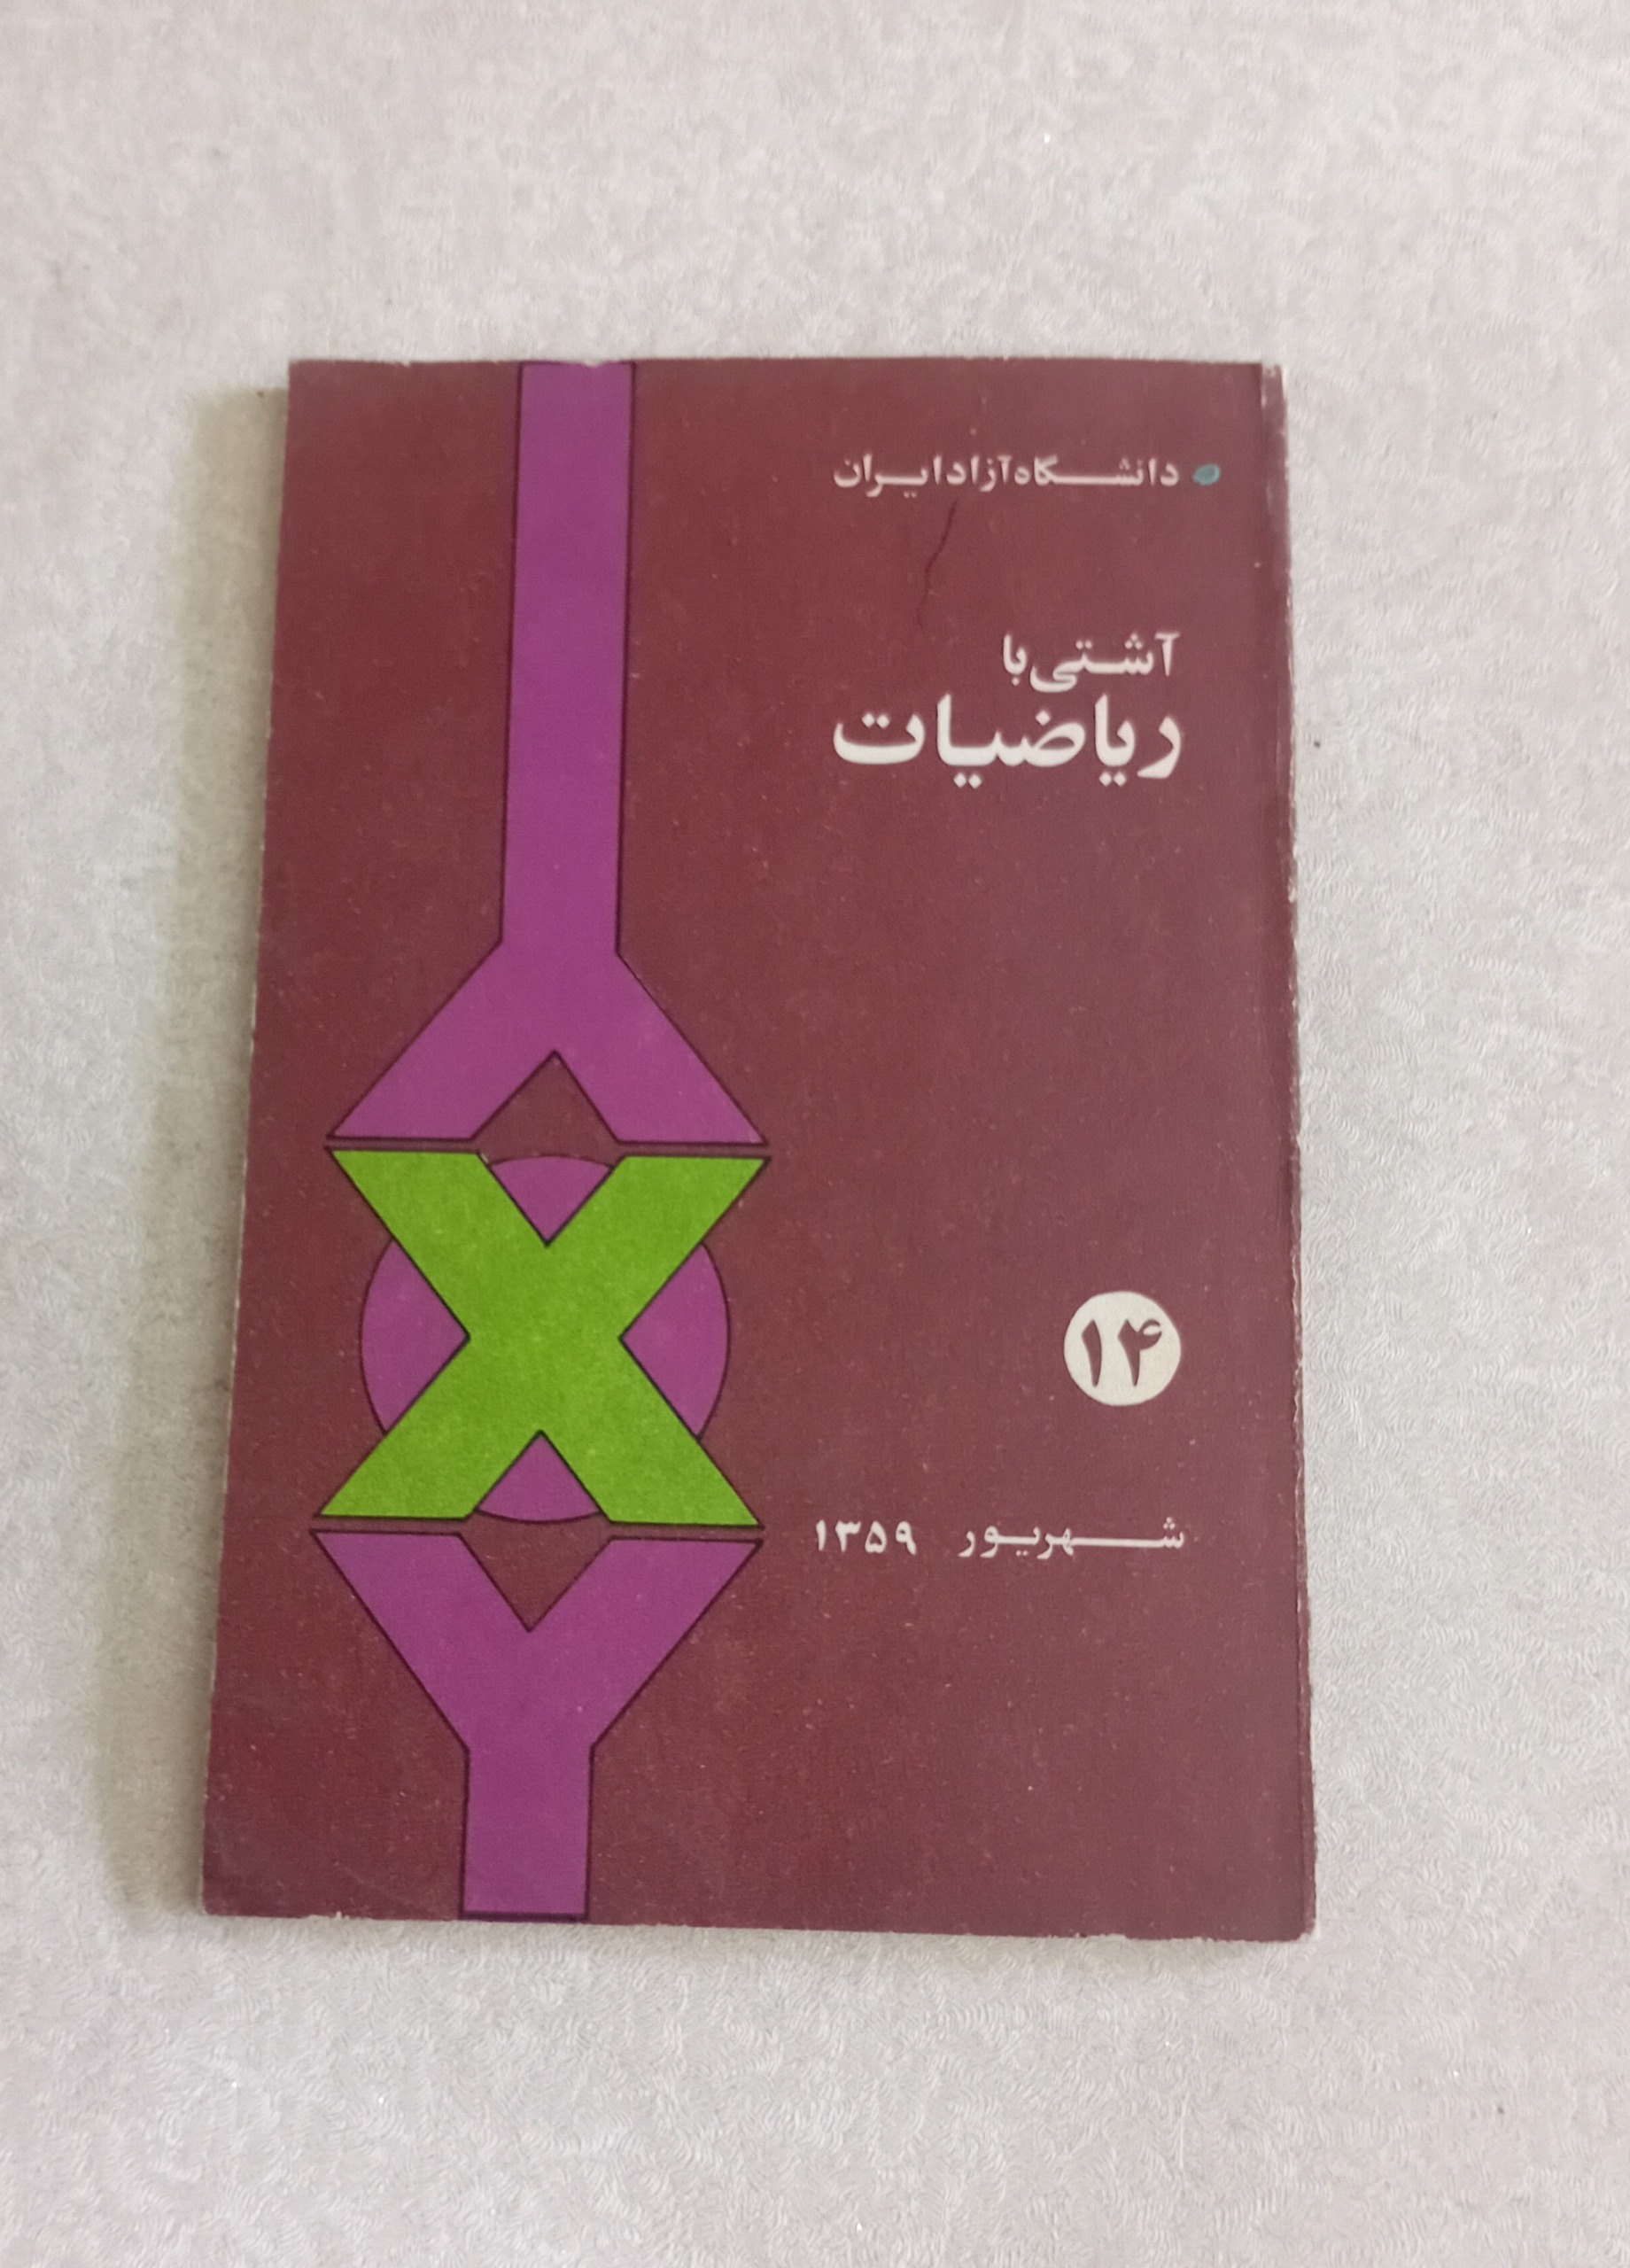 دانشگاه آزاد ایران
آشتی با
ریاضیات
۱۴
شهریور ۱۳۵۹
X